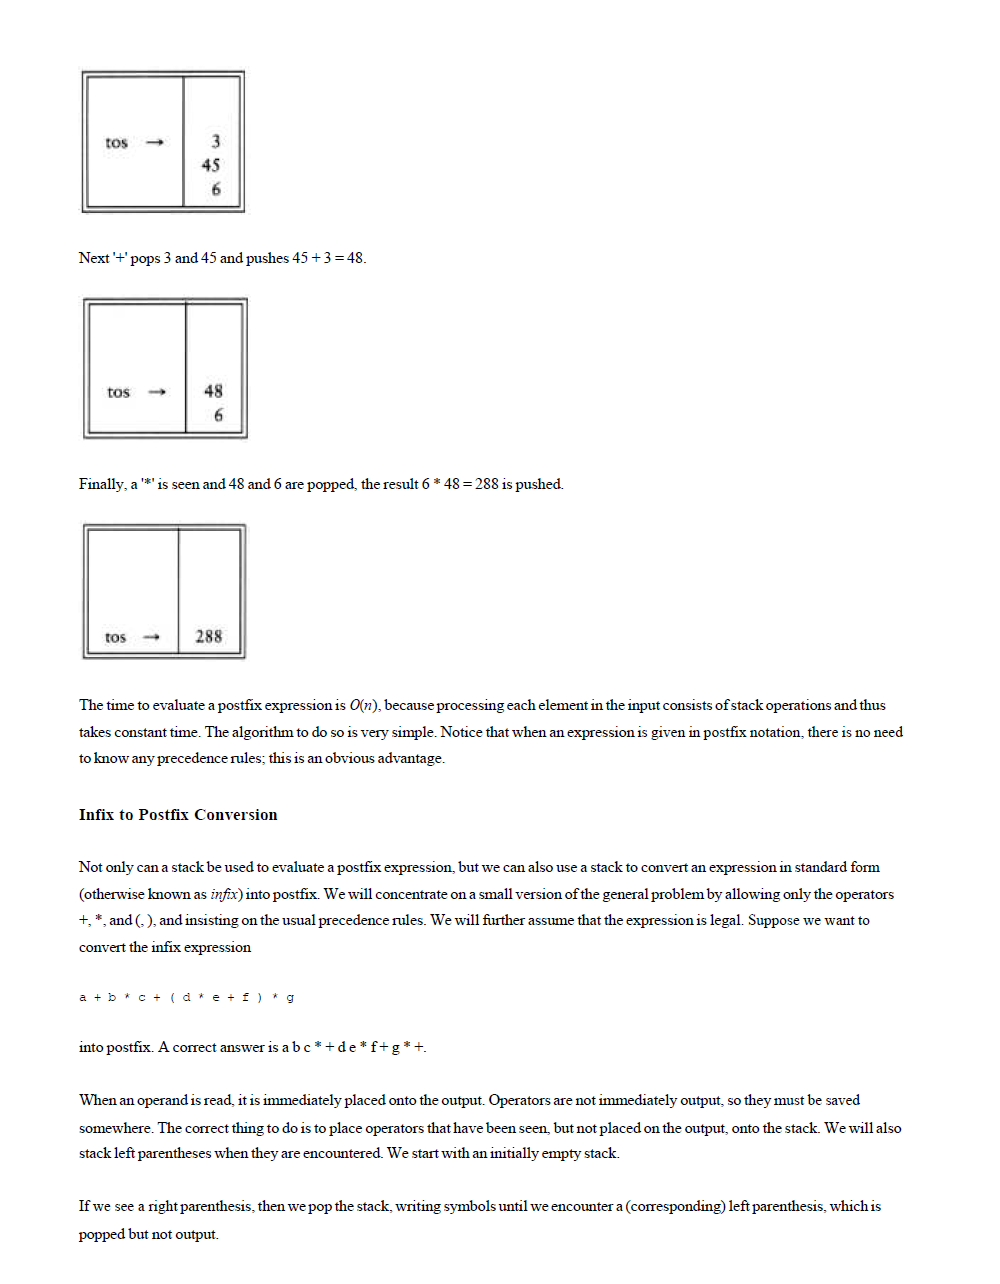 tos → 3
45
6
Next '+' pops 3 and 45 and pushes 45 + 3 = 48.
tos → 48
6
Finally, a '*' is seen and 48 and 6 are popped, the result 6 * 48 = 288 is pushed.
tos → 288
The time to evaluate a postfix expression is O(n), because processing each element in the input consists of stack operations and thus
takes constant time. The algorithm to do so is very simple. Notice that when an expression is given in postfix notation, there is no need
to know any precedence rules; this is an obvious advantage.
Infix to Postfix Conversion
Not only can a stack be used to evaluate a postfix expression, but we can also use a stack to convert an expression in standard form
(otherwise known as infix) into postfix. We will concentrate on a small version of the general problem by allowing only the operators
+, *, and (, ), and insisting on the usual precedence rules. We will further assume that the expression is legal. Suppose we want to
convert the infix expression
a + b * c + ( d * e + f ) * g
into postfix. A correct answer is a b c * + d e * f + g * +.
When an operand is read, it is immediately placed onto the output. Operators are not immediately output, so they must be saved
somewhere. The correct thing to do is to place operators that have been seen, but not placed on the output, onto the stack. We will also
stack left parentheses when they are encountered. We start with an initially empty stack.
If we see a right parenthesis, then we pop the stack, writing symbols until we encounter a (corresponding) left parenthesis, which is
popped but not output.